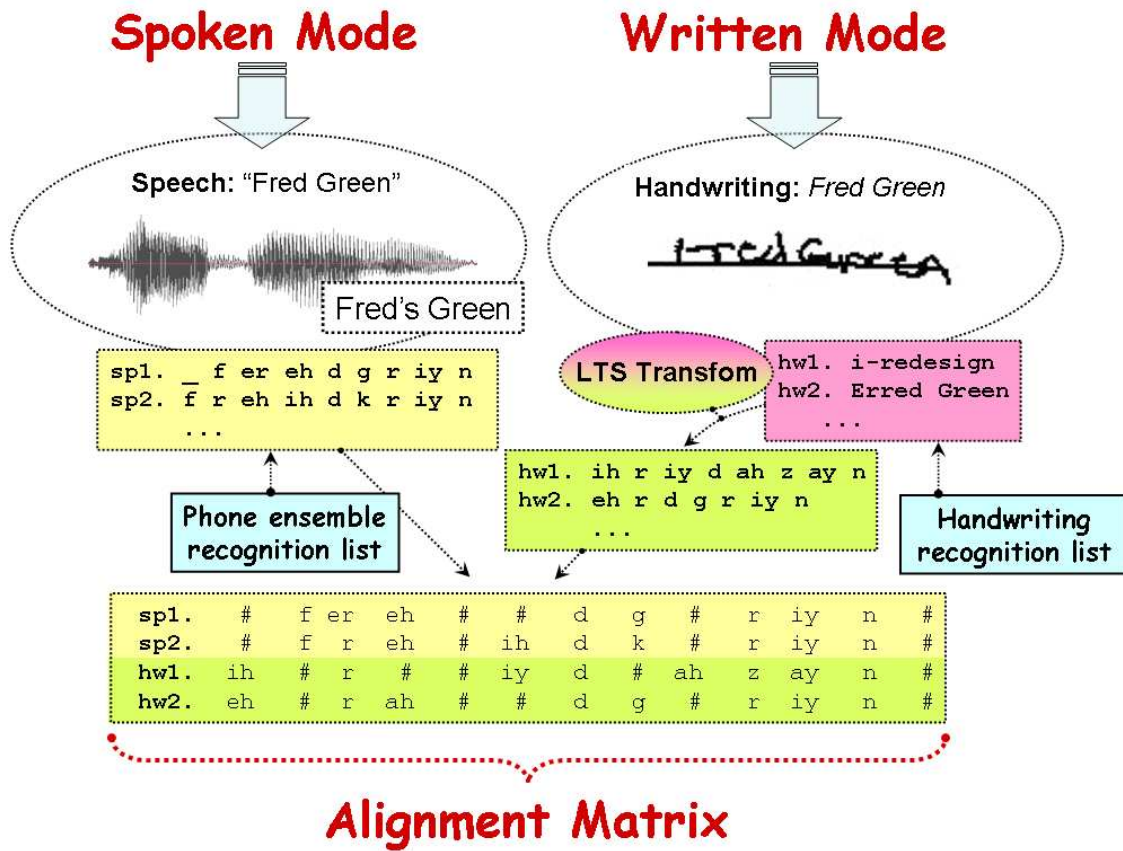 Spoken Mode
Written Mode
Speech: “Fred Green”
Handwriting: Fred Green
Fred Green
Fred's Green
sp1. _ f er eh d g r iy n
sp2. f r eh ih d k r iy n
...
LTS Transfom
hw1. i-redesign
hw2. Erred Green
...
hw1. ih r iy d ah z ay n
hw2. eh r d g r iy n
...
Phone ensemble
recognition list
Handwriting
recognition list
sp1. # f er eh # # d g # r iy n #
sp2. # f r eh # ih d k # r iy n #
hw1. ih # r # # iy d # ah z ay n #
hw2. eh # r ah # # d g # r iy n #
Alignment Matrix